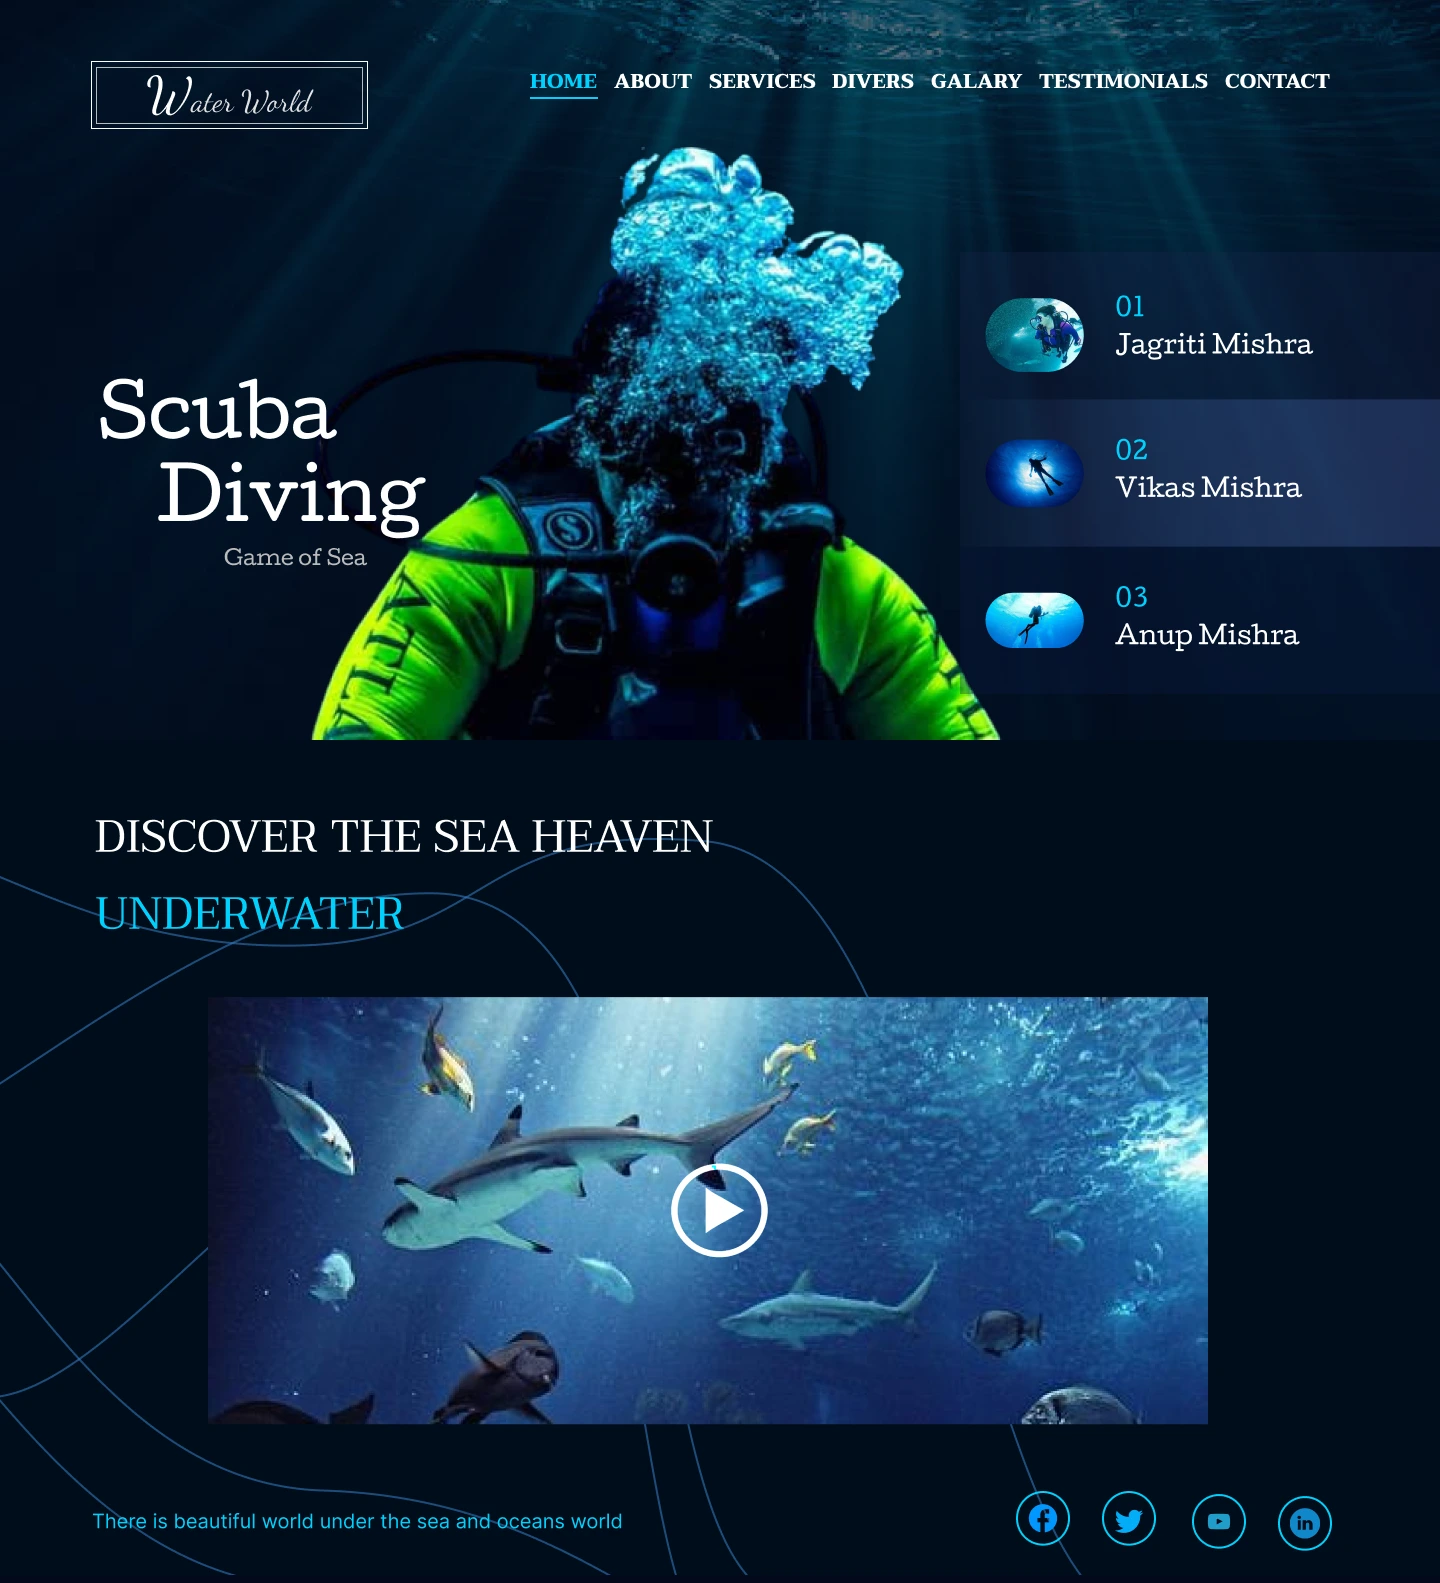 Water World
HOME ABOUT SERVICES DIVERS GALARY TESTIMONIALS CONTACT
Scuba
Diving
Game of Sea
01
Jagriti Mishra
02
Vikas Mishra
03
Anup Mishra
DISCOVER THE SEA HEAVEN
UNDERWATER
There is beautiful world under the sea and oceans world
in